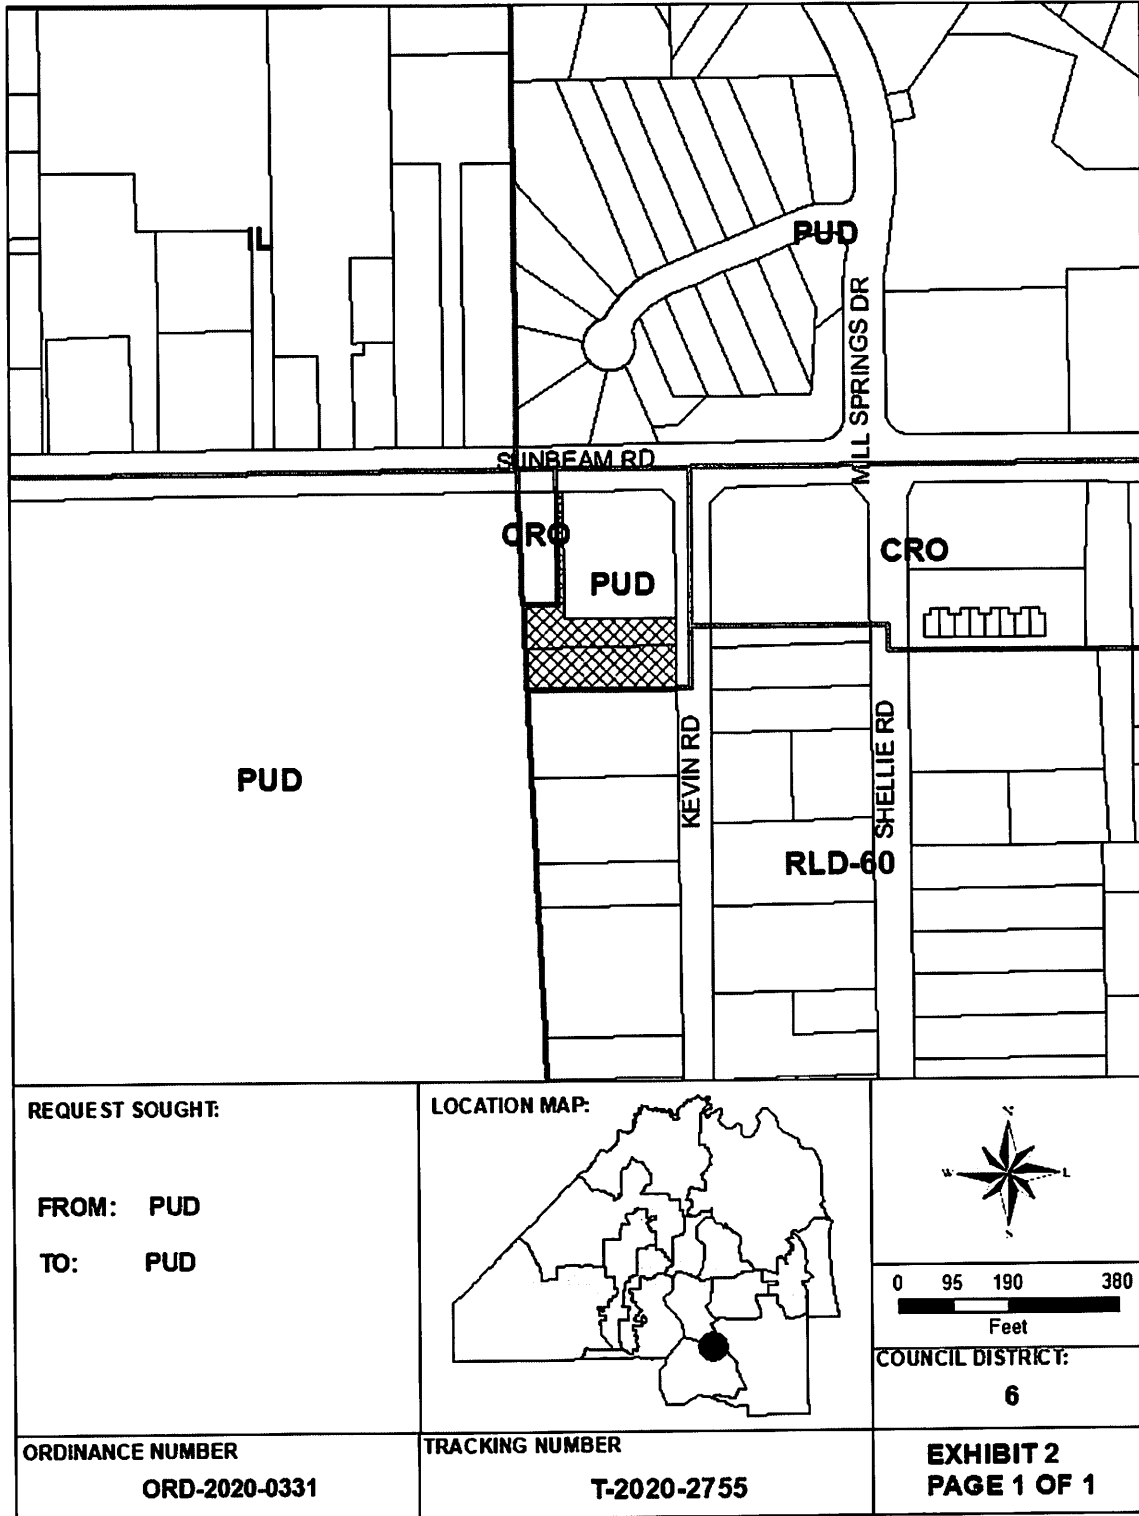 IL
PUD
MILL SPRINGS DR
SUNBEAM RD
CRO
PUD
CRO
PUD
KEVIN RD
SHELLIE RD
RLD-60
REQUEST SOUGHT:
FROM: PUD
TO: PUD
LOCATION MAP:
N
W
L
S
0 95 190 380
Feet
COUNCIL DISTRICT:
6
ORDINANCE NUMBER
ORD-2020-0331
TRACKING NUMBER
T-2020-2755
EXHIBIT 2
PAGE 1 OF 1